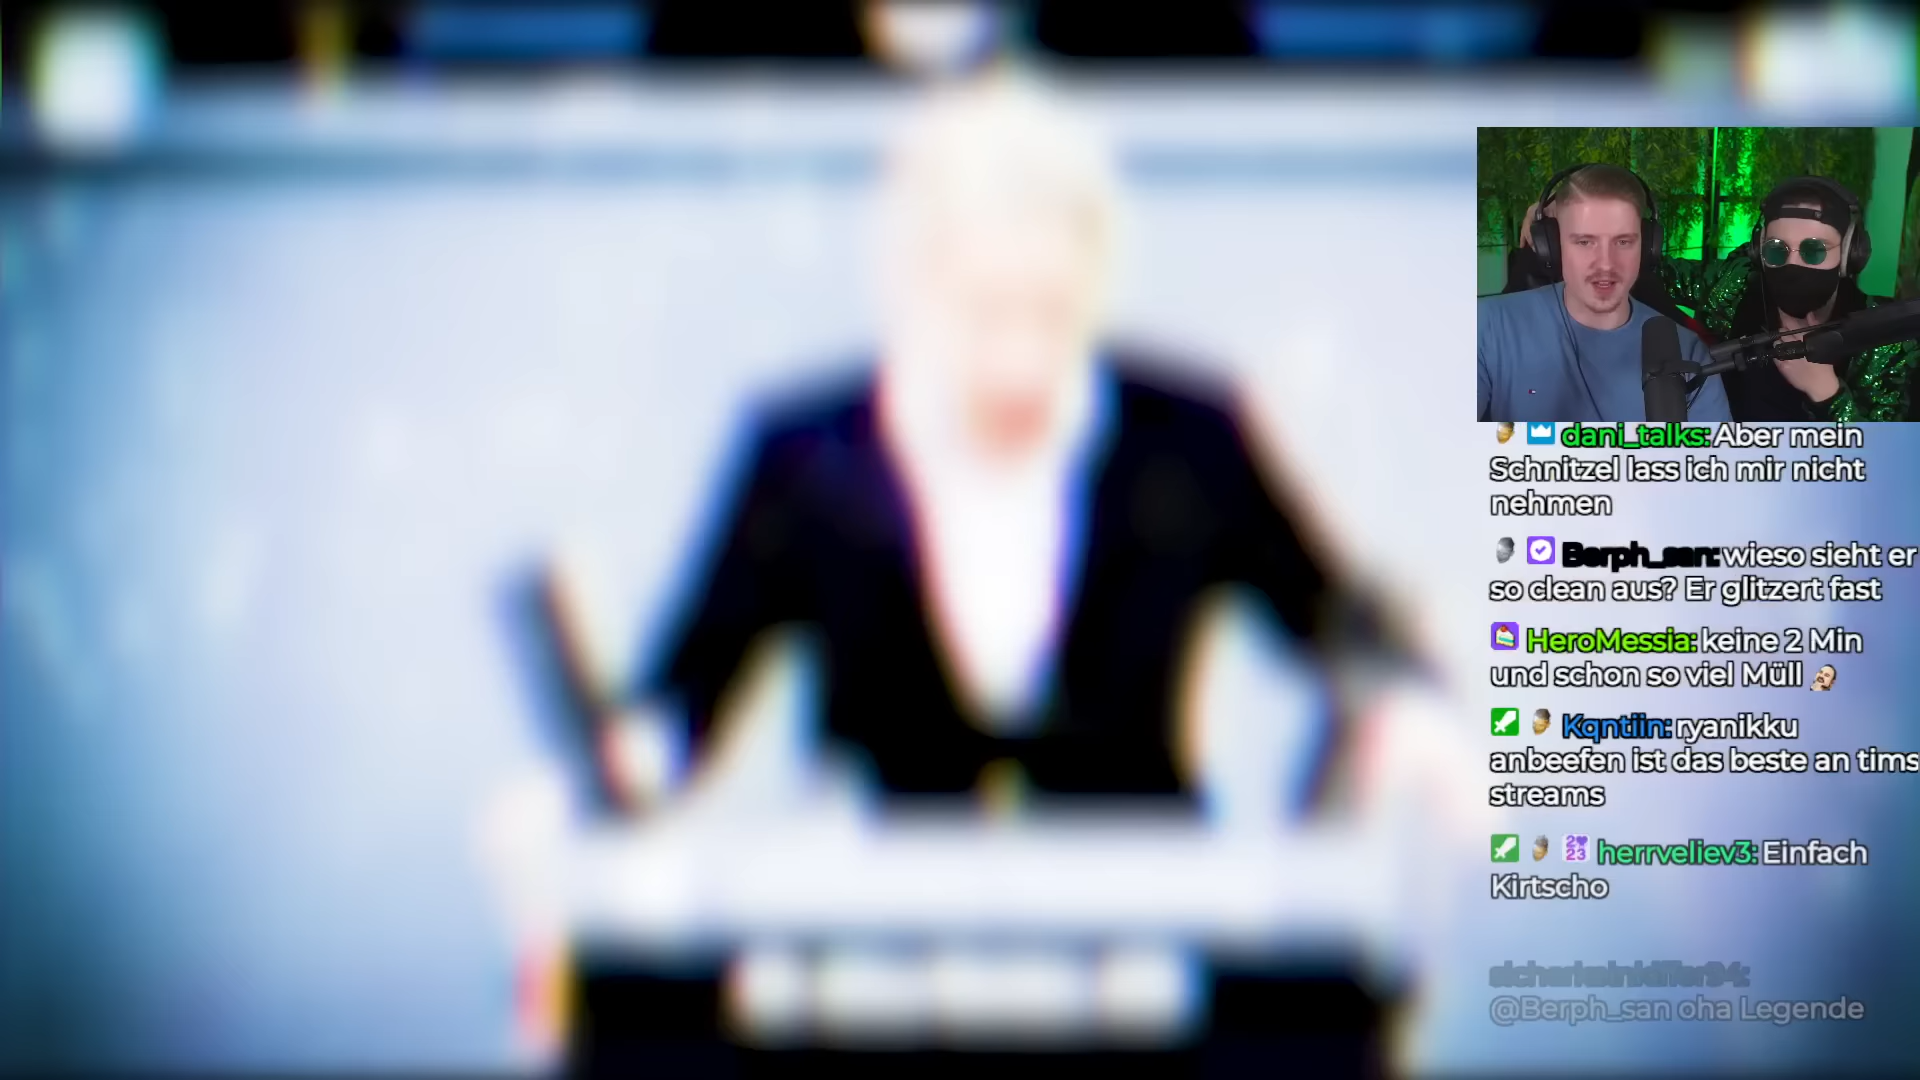 dani_talks: Aber mein
Schnitzel lass ich mir nicht
nehmen
Berph_san: wieso sieht er
so clean aus? Er glitzert fast
HeroMessia: keine 2 Min
und schon so viel Müll
Kqntiin: ryanikku
anbeefen ist das beste an tims
streams
herrveliev3: Einfach
Kirtscho
@Berph_san oha Legende